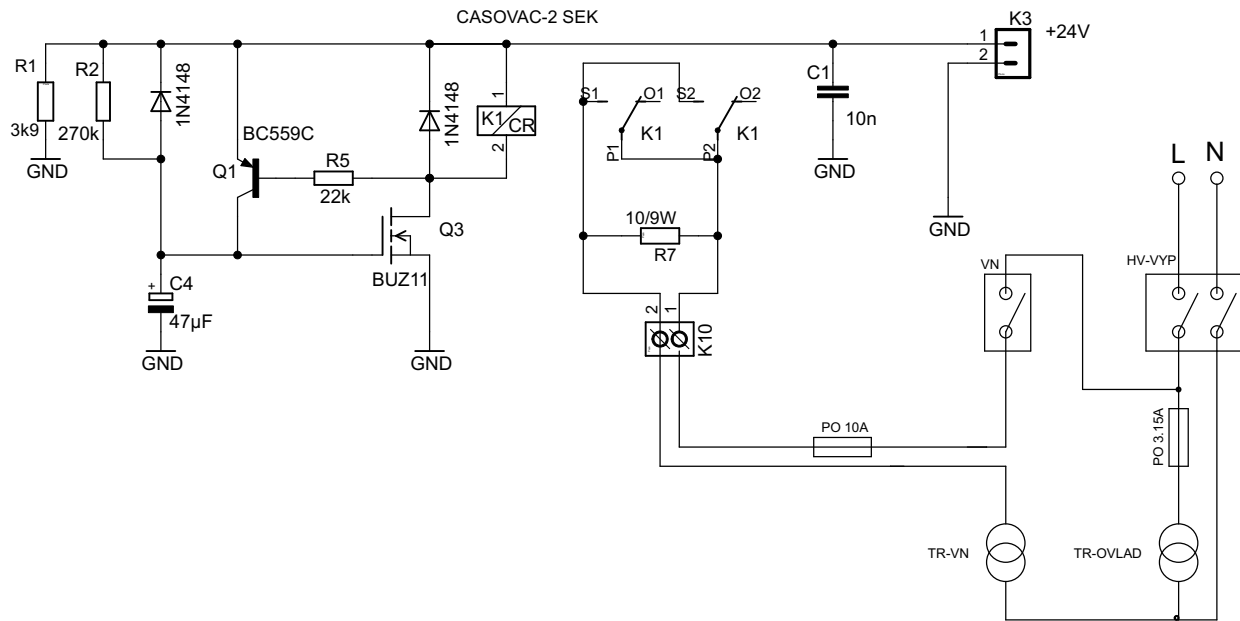 CASOVAC-2 SEK
K3
1
+24V
2
R1
R2
1N4148
1N4148
1
K1
CR
2
S1
O1
S2
O2
K1
K1
P1
P2
C1
10n
3k9
270k
GND
BC559C
Q1
R5
22k
GND
L
N
10/9W
R7
Q3
BUZ11
GND
VN
HV-VYP
+
C4
47µF
GND
GND
2
1
K10
PO 10A
PO 3.15A
TR-VN
TR-OVLAD